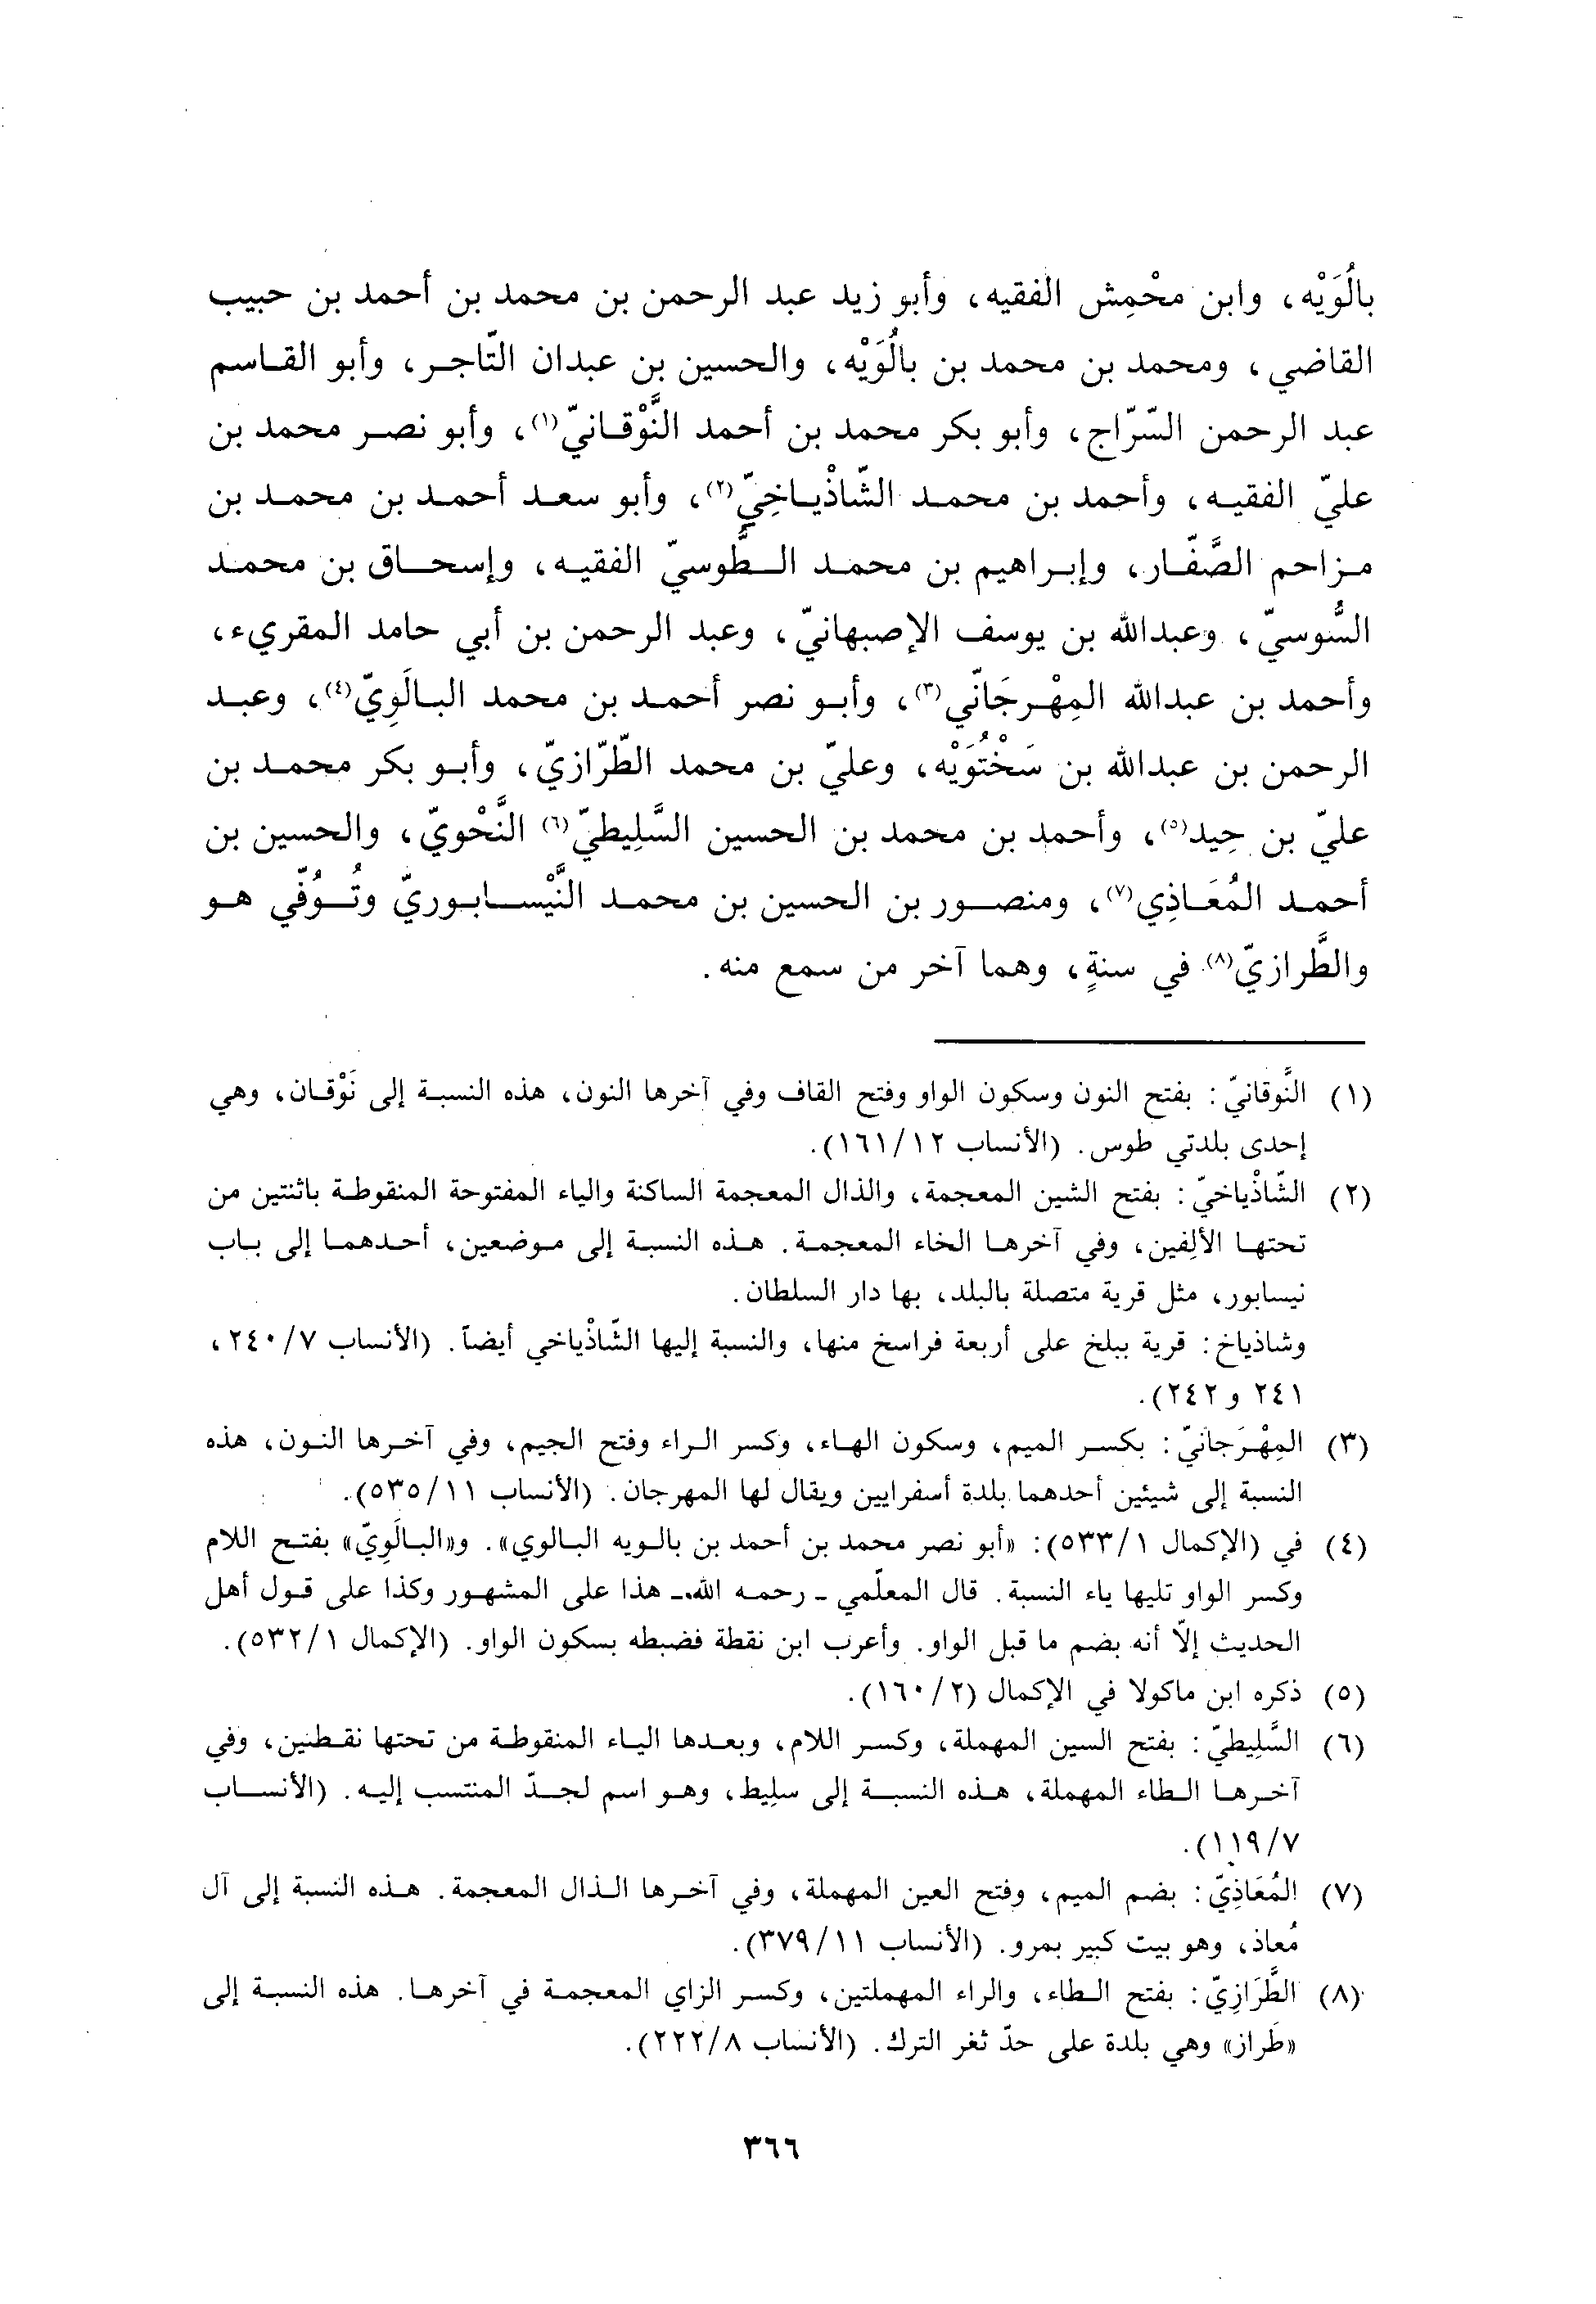 بالُوَيْه، وابن محْمِش الفقيه، وأبو زيد عبد الرحمن بن محمد بن أحمد بن حبيب
القاضي، ومحمد بن محمد بن بالُوَيْه، والحسين بن عبدان التّاجر، وأبو القاسم
عبد الرحمن السّرّاج، وأبو بكر محمد بن أحمد النَّوْقانيّ(١)، وأبو نصر محمد بن
عليّ الفقيه، وأحمد بن محمد الشّاذْياخِيّ(٢)، وأبو سعد أحمد بن محمد بن
مزاحم الصَّفّار، وإبراهيم بن محمد الطُّوسيّ الفقيه، وإسحاق بن محمد
السُّوسيّ، وعبدالله بن يوسف الإصبهانيّ، وعبد الرحمن بن أبي حامد المقريء،
وأحمد بن عبدالله المِهْرجَانّي(٣)، وأبو نصر أحمد بن محمد البالَوِيّ(٤)، وعبد
الرحمن بن عبدالله بن سَخْتُوَيْه، وعليّ بن محمد الطّرّازيّ، وأبو بكر محمد بن
عليّ بن حِيد(٥)، وأحمد بن محمد بن الحسين السَّلِيطيّ(٦) النَّحْويّ، والحسين بن
أحمد المُعَاذِي(٧)، ومنصور بن الحسين بن محمد النَّيْسابوريّ وتُوُفّي هو
والطَّرازيّ(٨) في سنةٍ، وهما آخر من سمع منه.
(١) النَّوقانيّ: بفتح النون وسكون الواو وفتح القاف وفي آخرها النون، هذه النسبة إلى نَوْقان، وهي
إحدى بلدتي طوس. (الأنساب ١٢/١٦١).
(٢) الشّاذْياخيّ: بفتح الشين المعجمة، والذال المعجمة الساكنة والياء المفتوحة المنقوطة باثنتين من
تحتها الألِفين، وفي آخرها الخاء المعجمة. هذه النسبة إلى موضعين، أحدهما إلى باب
نيسابور، مثل قرية متصلة بالبلد، بها دار السلطان.
وشاذياخ: قرية ببلخ على أربعة فراسخ منها، والنسبة إليها الشّاذْياخي أيضاً. (الأنساب ٧/٢٤٠،
٢٤١ و ٢٤٢).
(٣) المِهْرَجانيّ: بكسر الميم، وسكون الهاء، وكسر الراء وفتح الجيم، وفي آخرها النون، هذه
النسبة إلى شيئين أحدهما بلدة أسفرايين ويقال لها المهرجان. (الأنساب ١١/٥٣٥).
(٤) في (الإكمال ١/٥٣٣): «أبو نصر محمد بن أحمد بن بالويه البالوي». و«البالَوِيّ» بفتح اللام
وكسر الواو تليها ياء النسبة. قال المعلّمي - رحمه الله- هذا على المشهور وكذا على قول أهل
الحديث إلّا أنه بضم ما قبل الواو. وأعرب ابن نقطة فضبطه بسكون الواو. (الإكمال ١/٥٣٢).
(٥) ذكره ابن ماكولا في الإكمال (٢/١٦٠).
(٦) السَّلِيطيّ: بفتح السين المهملة، وكسر اللام، وبعدها الياء المنقوطة من تحتها نقطنين، وفي
آخرها الطاء المهملة، هذه النسبة إلى سلِيط، وهو اسم لجدّ المنتسب إليه. (الأنساب
٧/١١٩).
(٧) المُعَاذِيّ: بضم الميم، وفتح العين المهملة، وفي آخرها الذال المعجمة. هذه النسبة إلى آل
مُعاذ، وهو بيت كبير بمرو. (الأنساب ١١/٣٧٩).
(٨) الطَّرَازِيّ: بفتح الطاء، والراء المهملتين، وكسر الزاي المعجمة في آخرها. هذه النسبة إلى
«طَراز» وهي بلدة على حدّ ثغر الترك. (الأنساب ٨/٢٢٢).
٣٦٦